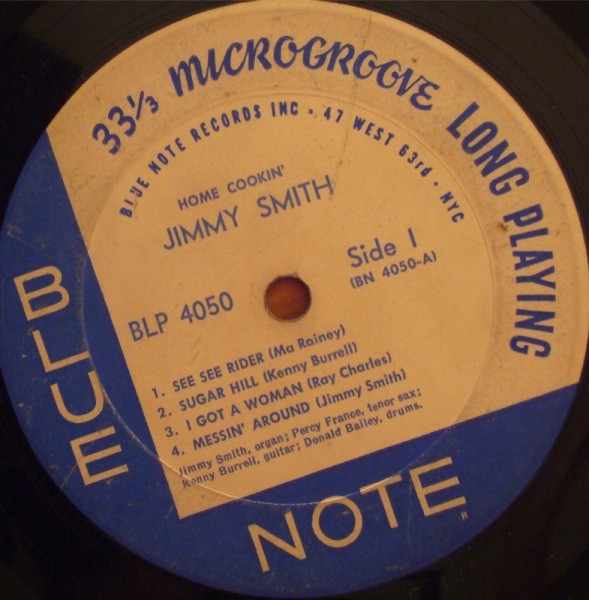 33⅓ MICROGROOVE LONG PLAYING
BLUE NOTE RECORDS INC • 47 WEST 63rd • NYC
HOME COOKIN'
JIMMY SMITH
Side 1
(BN 4050-A)
BLP 4050
1. SEE SEE RIDER (Ma Rainey)
2. SUGAR HILL (Kenny Burrell)
3. I GOT A WOMAN (Ray Charles)
4. MESSIN' AROUND (Jimmy Smith)
Jimmy Smith, organ; Percy France, tenor sax;
Kenny Burrell, guitar; Donald Bailey, drums.
BLUE
NOTE
R